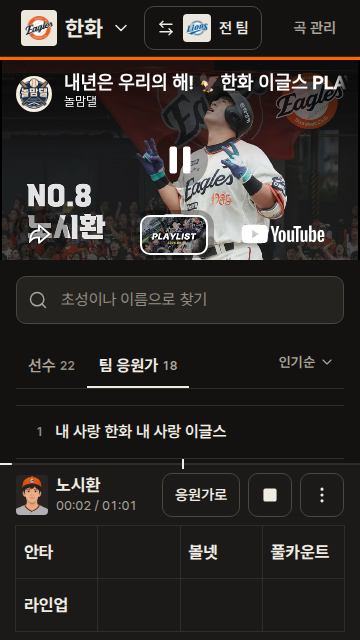 Eagles
한화
Lions
전 팀
곡 관리
내년은 우리의 해! 🦅 한화 이글스 PLA
놀맘댈
Eagles
Eagles
NO.8
노시환
PLAYLIST
YouTube
초성이나 이름으로 찾기
선수 22
팀 응원가 18
인기순
1 내 사랑 한화 내 사랑 이글스
노시환
00:02 / 01:01
응원가로
안타
볼넷
풀카운트
라인업